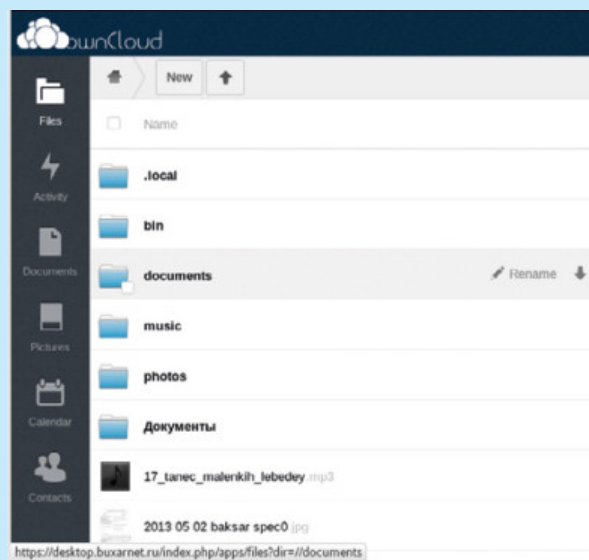 ownCloud
New
Files
Name
.local
Activity
bin
Documents
documents
Rename
music
Pictures
photos
Calendar
Документы
17_tanec_malenkih_lebedey.mp3
Contacts
2013 05 02 baksar spec0.jpg
https://desktop.buxarnet.ru/index.php/apps/files?dir=//documents